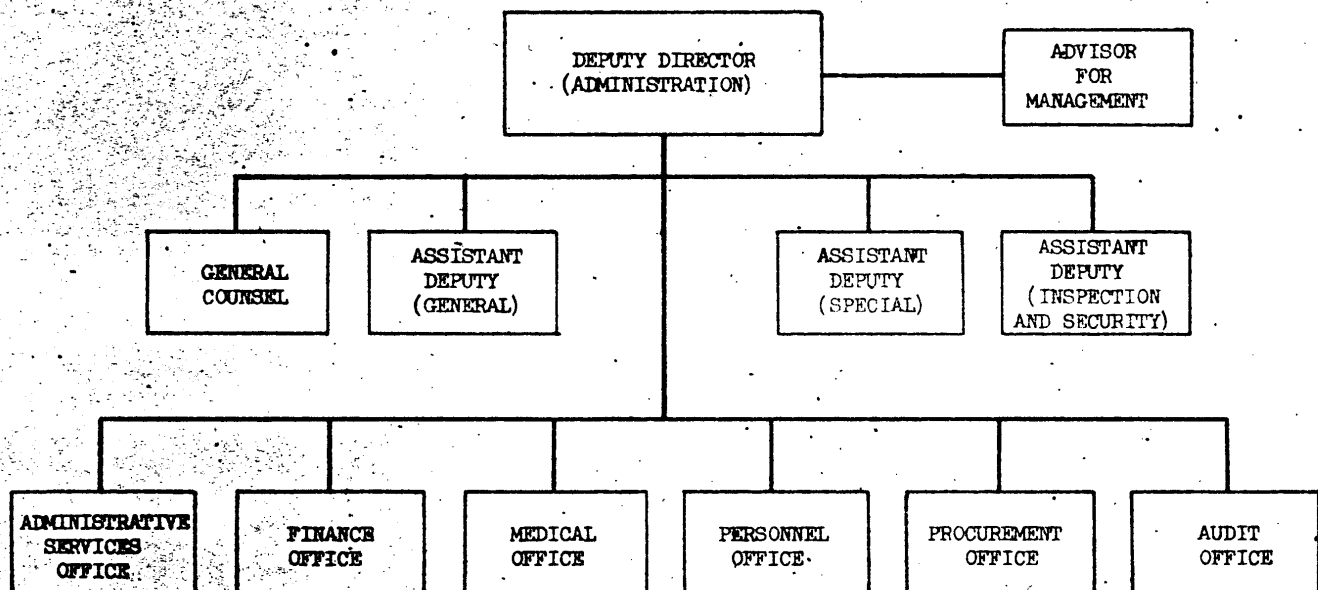 DEPUTY DIRECTOR
(ADMINISTRATION)
ADVISOR
FOR
MANAGEMENT
GENERAL
COUNSEL
ASSISTANT
DEPUTY
(GENERAL)
ASSISTANT
DEPUTY
(SPECIAL)
ASSISTANT
DEPUTY
(INSPECTION
AND SECURITY)
ADMINISTRATIVE
SERVICES
OFFICE
FINANCE
OFFICE
MEDICAL
OFFICE
PERSONNEL
OFFICE
PROCUREMENT
OFFICE
AUDIT
OFFICE